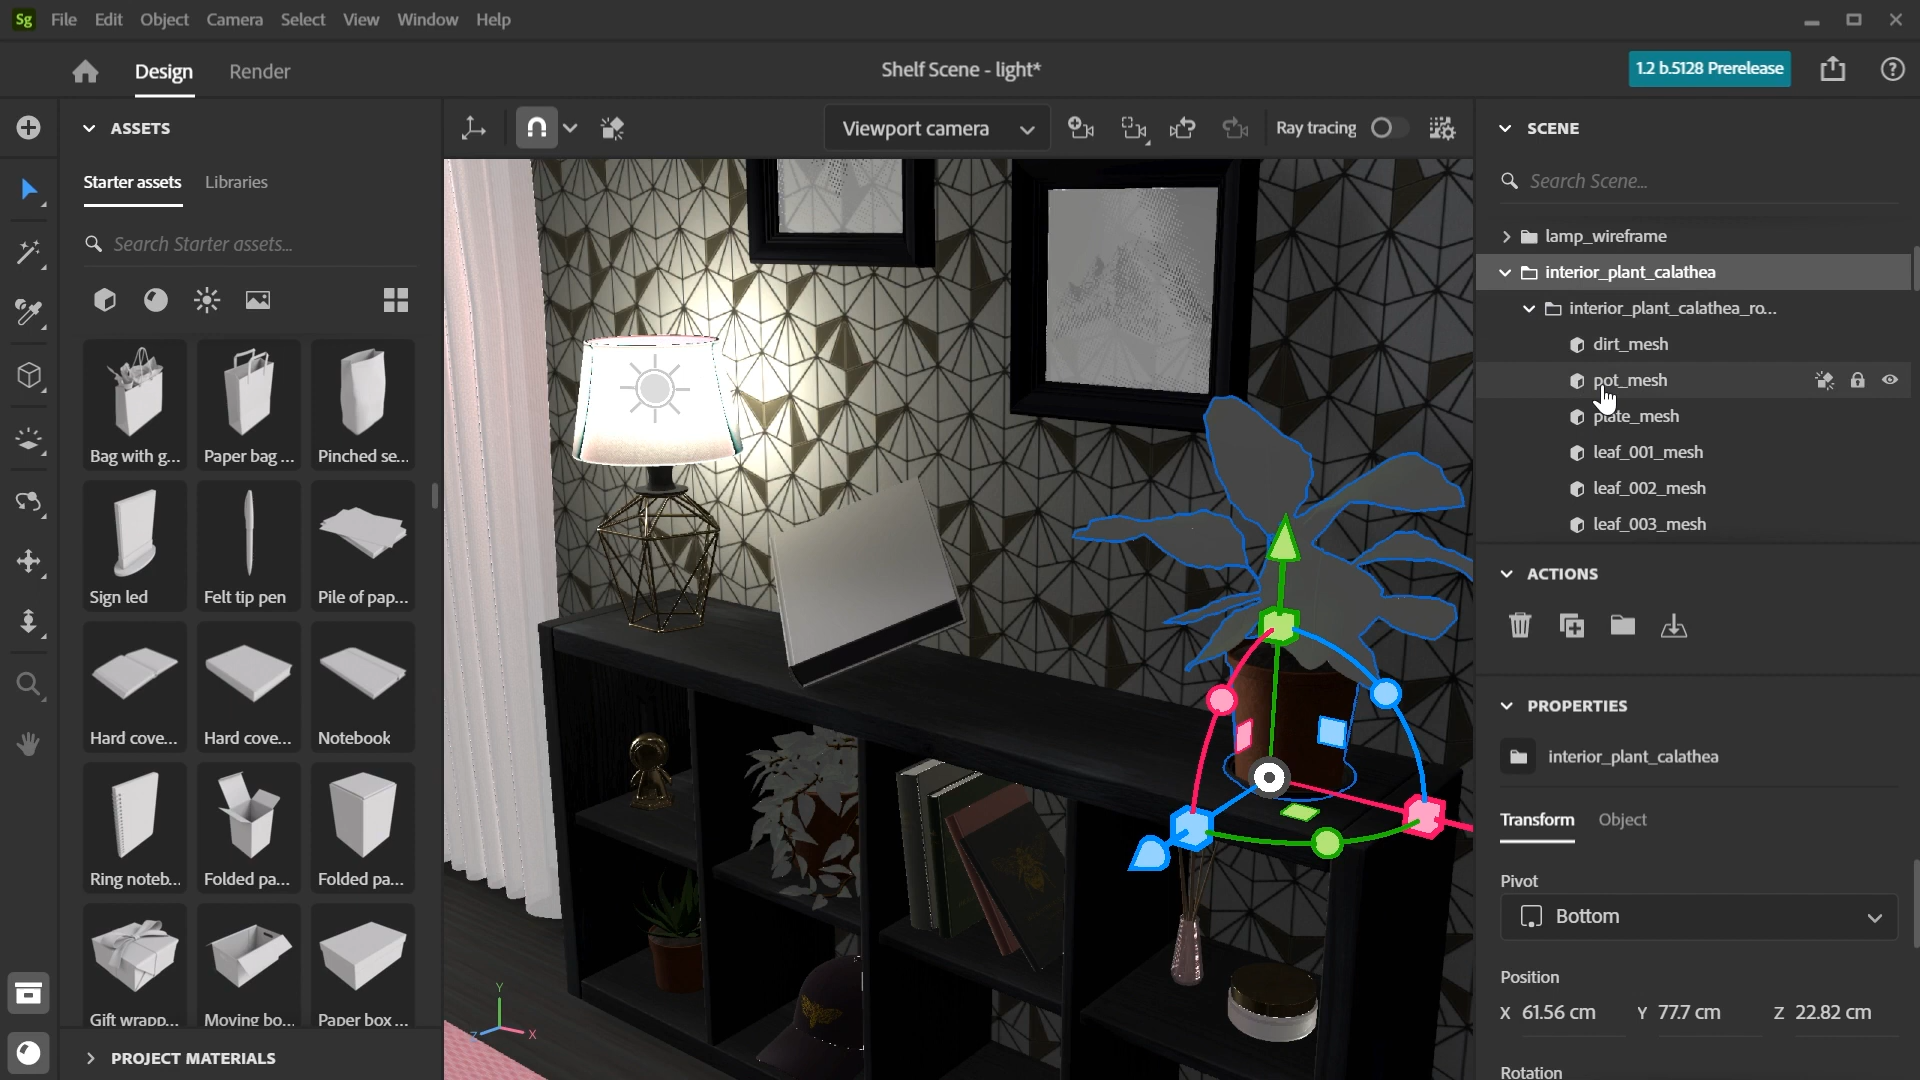 Sg File Edit Object Camera Select View Window Help
Design Render Shelf Scene - light* 1.2 b.5128 Prerelease
ASSETS
Starter assets Libraries
Search Starter assets...
Bag with g... Paper bag ... Pinched se...
Sign led Felt tip pen Pile of pap...
Hard cove... Hard cove... Notebook
Ring noteb... Folded pa... Folded pa...
Gift wrapp... Moving bo... Paper box ...
PROJECT MATERIALS
Viewport camera Ray tracing
Y
Z X
SCENE
Search Scene...
lamp_wireframe
interior_plant_calathea
interior_plant_calathea_ro...
dirt_mesh
pot_mesh
plate_mesh
leaf_001_mesh
leaf_002_mesh
leaf_003_mesh
ACTIONS
PROPERTIES
interior_plant_calathea
Transform Object
Pivot
Bottom
Position
X 61.56 cm Y 77.7 cm Z 22.82 cm
Rotation